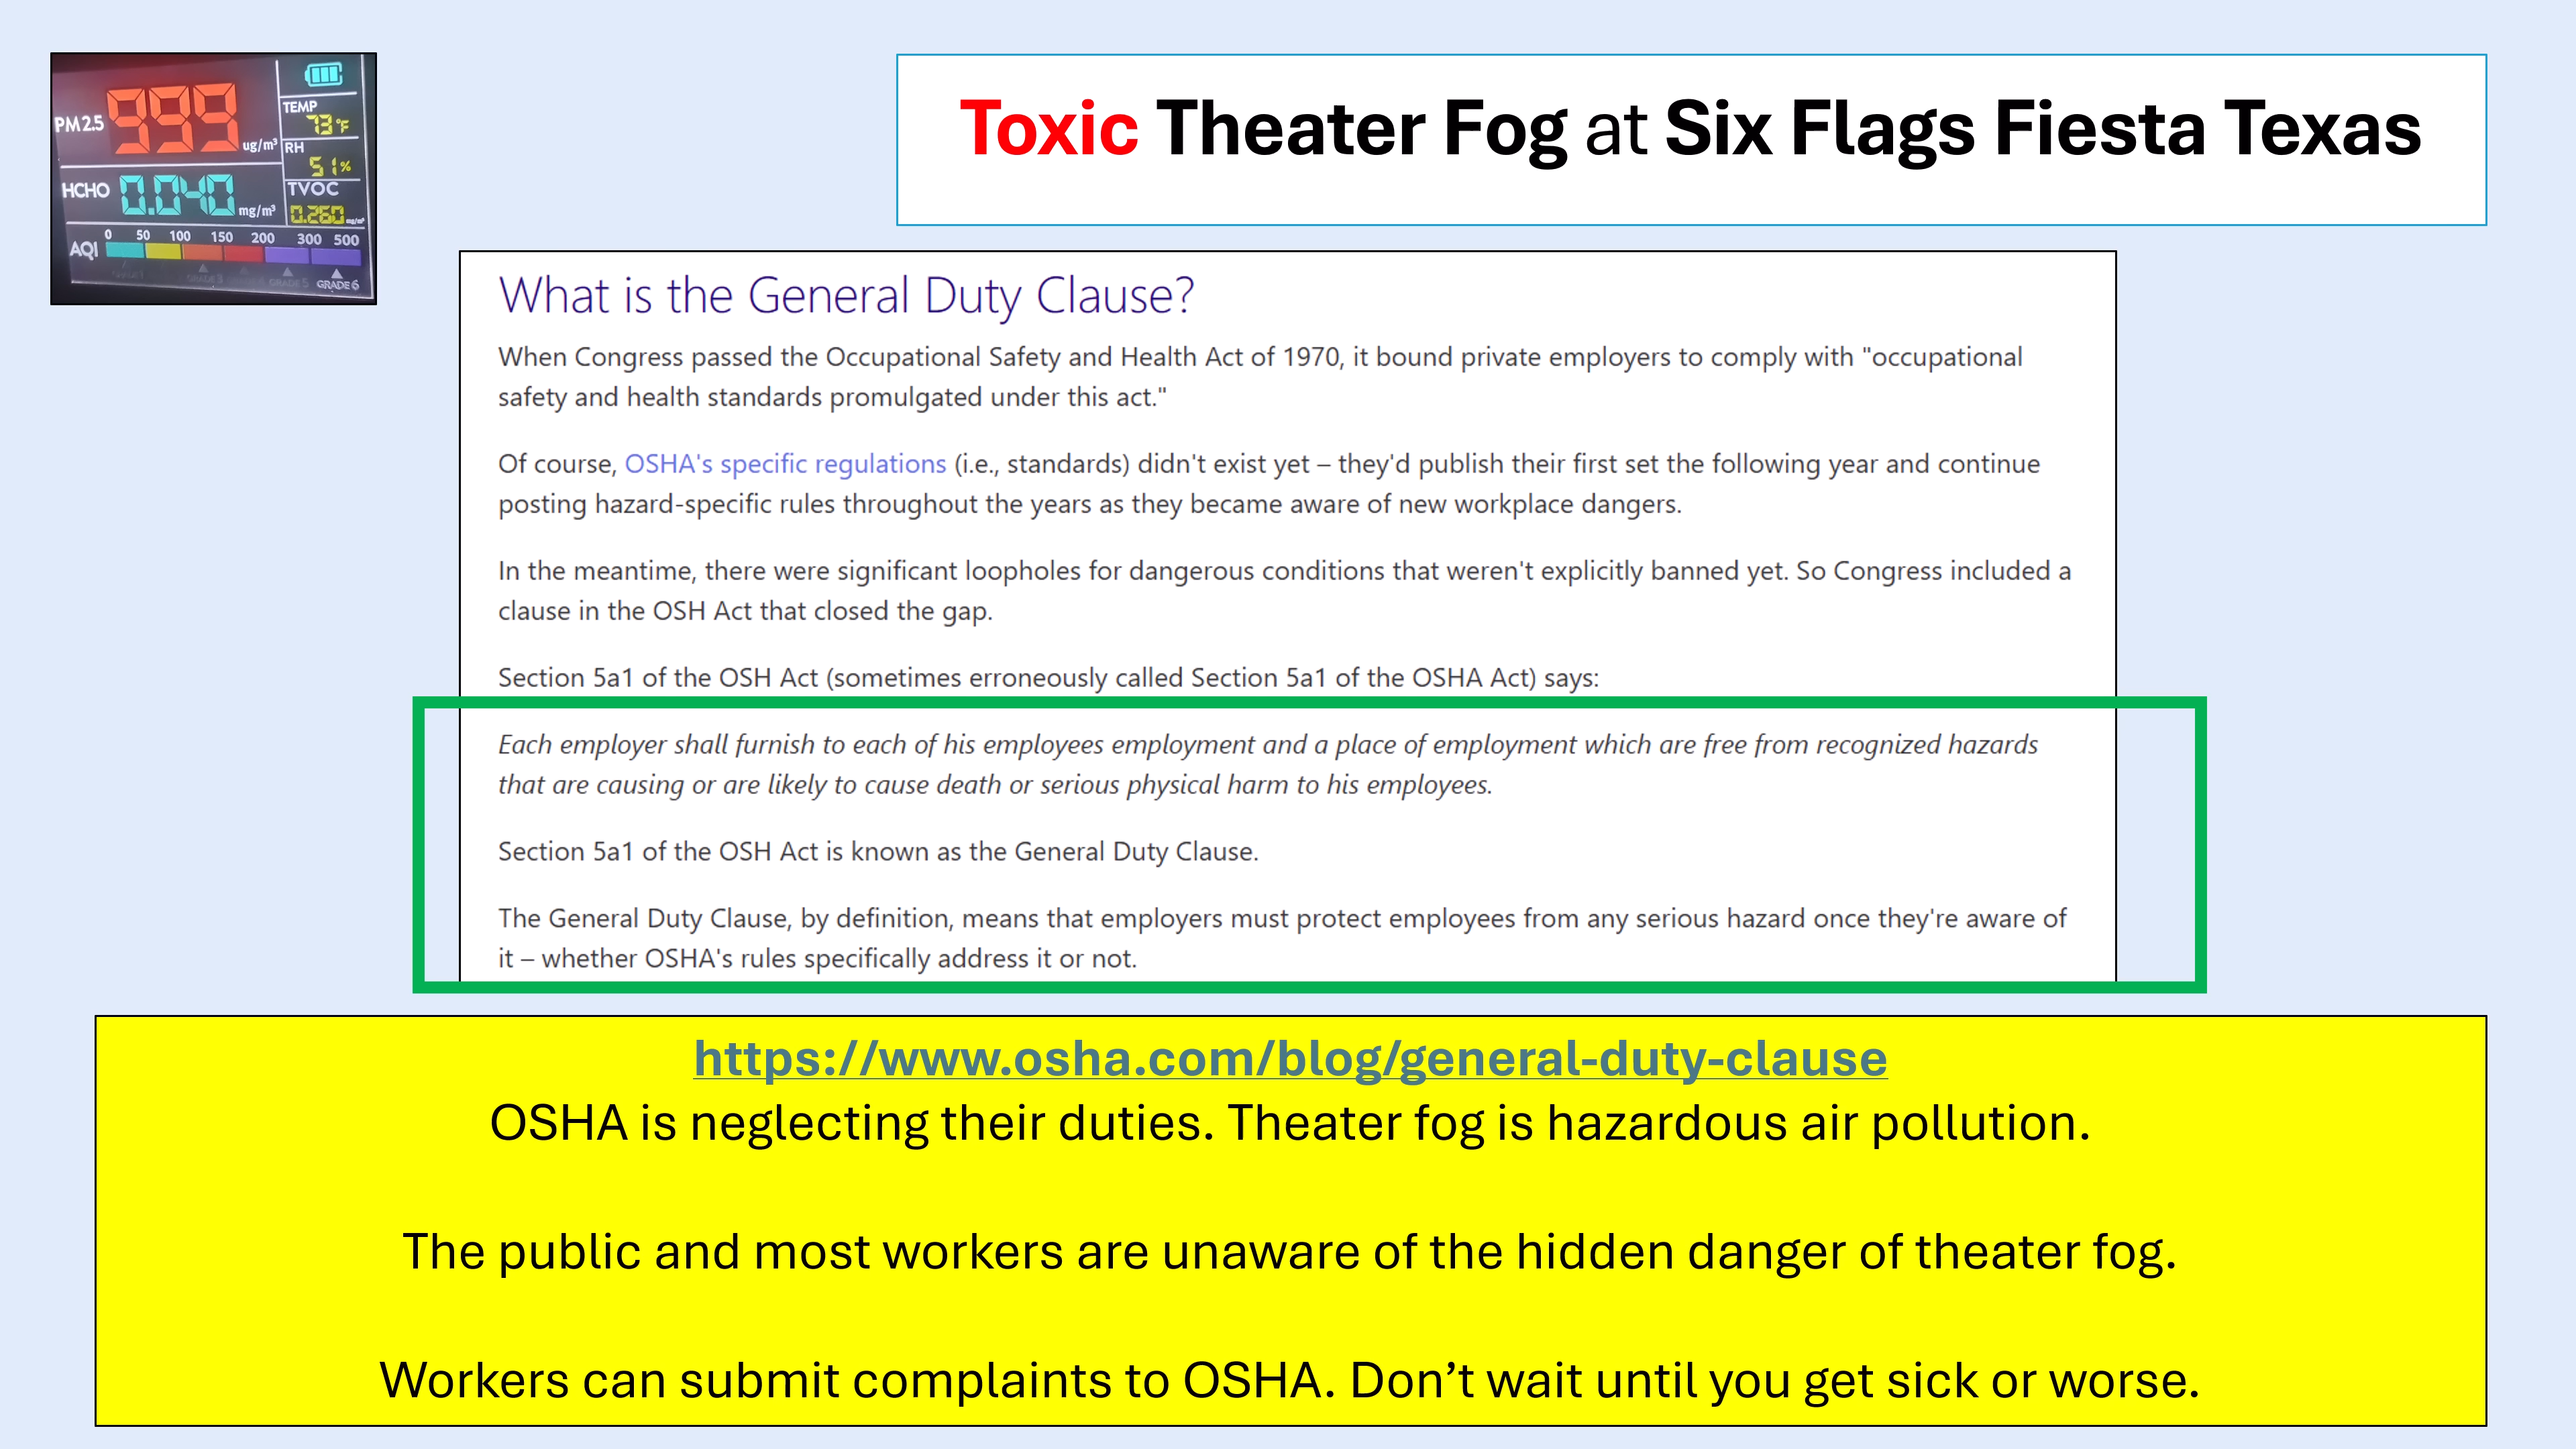 PM2.5 999 ug/m³
TEMP
73°F
RH
51%
HCHO 0.040 mg/m³
TVOC
0.260
AQI 0 50 100 150 200 300 500
GRADE 5 GRADE 6
Toxic Theater Fog at Six Flags Fiesta Texas
What is the General Duty Clause?
When Congress passed the Occupational Safety and Health Act of 1970, it bound private employers to comply with "occupational
safety and health standards promulgated under this act."
Of course, OSHA's specific regulations (i.e., standards) didn't exist yet – they'd publish their first set the following year and continue
posting hazard-specific rules throughout the years as they became aware of new workplace dangers.
In the meantime, there were significant loopholes for dangerous conditions that weren't explicitly banned yet. So Congress included a
clause in the OSH Act that closed the gap.
Section 5a1 of the OSH Act (sometimes erroneously called Section 5a1 of the OSHA Act) says:
Each employer shall furnish to each of his employees employment and a place of employment which are free from recognized hazards
that are causing or are likely to cause death or serious physical harm to his employees.
Section 5a1 of the OSH Act is known as the General Duty Clause.
The General Duty Clause, by definition, means that employers must protect employees from any serious hazard once they're aware of
it – whether OSHA's rules specifically address it or not.
https://www.osha.com/blog/general-duty-clause
OSHA is neglecting their duties. Theater fog is hazardous air pollution.
The public and most workers are unaware of the hidden danger of theater fog.
Workers can submit complaints to OSHA. Don’t wait until you get sick or worse.